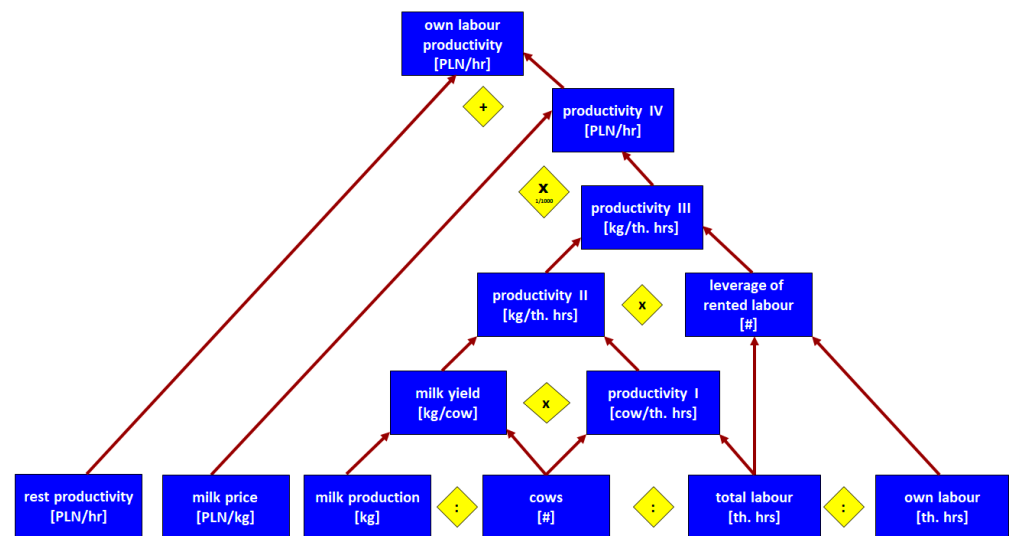 own labour
productivity
[PLN/hr]
+
productivity IV
[PLN/hr]
x
1/1000
productivity III
[kg/th. hrs]
productivity II
[kg/th. hrs]
x
leverage of
rented labour
[#]
milk yield
[kg/cow]
x
productivity I
[cow/th. hrs]
rest productivity
[PLN/hr]
milk price
[PLN/kg]
milk production
[kg]
:
cows
[#]
:
total labour
[th. hrs]
:
own labour
[th. hrs]